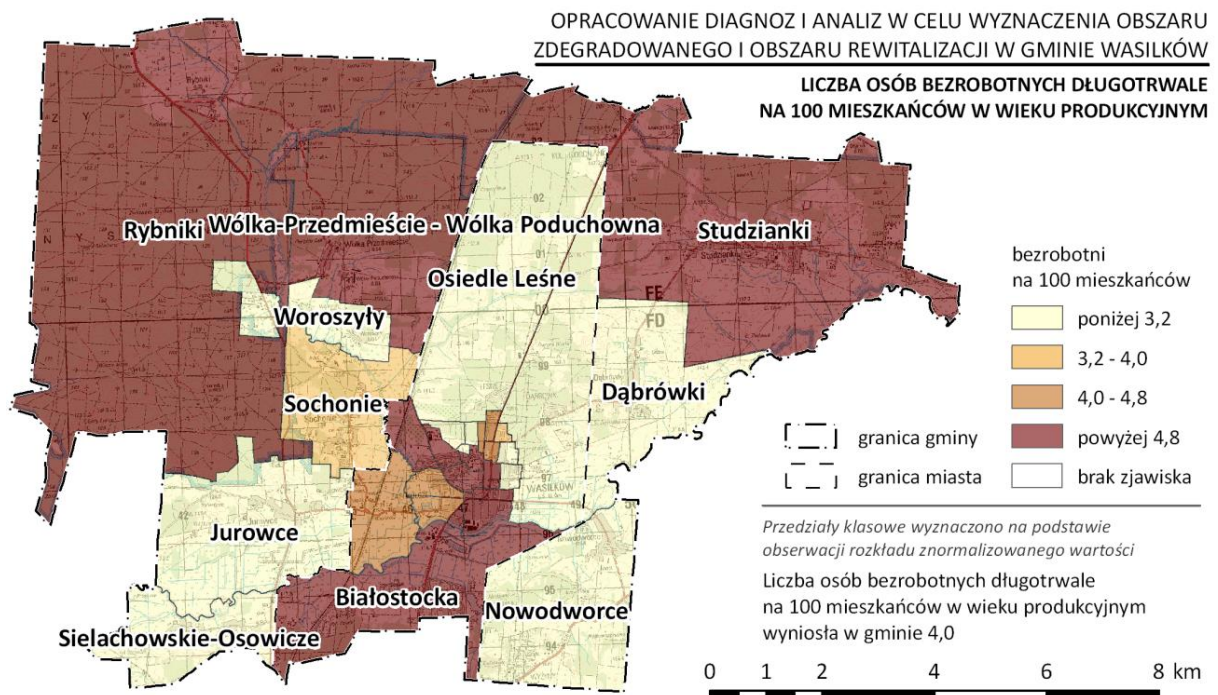 OPRACOWANIE DIAGNOZ I ANALIZ W CELU WYZNACZENIA OBSZARU
ZDEGRADOWANEGO I OBSZARU REWITALIZACJI W GMINIE WASILKÓW
LICZBA OSÓB BEZROBOTNYCH DŁUGOTRWALE
NA 100 MIESZKAŃCÓW W WIEKU PRODUKCYJNYM
Rybniki
Wólka-Przedmieście - Wólka Poduchowna
Studzianki
Osiedle Leśne
Woroszyły
FE
FD
Dąbrówki
Sochonie
WASILKÓW
Jurowce
Białostocka
Nowodworce
Sielachowskie-Osowicze
bezrobotni
na 100 mieszkańców
poniżej 3,2
3,2 - 4,0
4,0 - 4,8
powyżej 4,8
brak zjawiska
granica gminy
granica miasta
Przedziały klasowe wyznaczono na podstawie
obserwacji rozkładu znormalizowanego wartości
Liczba osób bezrobotnych długotrwale
na 100 mieszkańców w wieku produkcyjnym
wyniosła w gminie 4,0
0 1 2 4 6 8 km